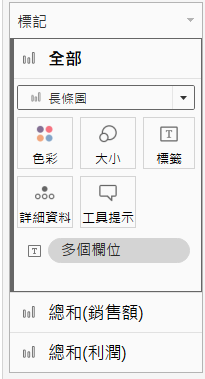 標記
全部
長條圖
色彩 大小 標籤
詳細資料 工具提示
多個欄位
總和(銷售額)
總和(利潤)